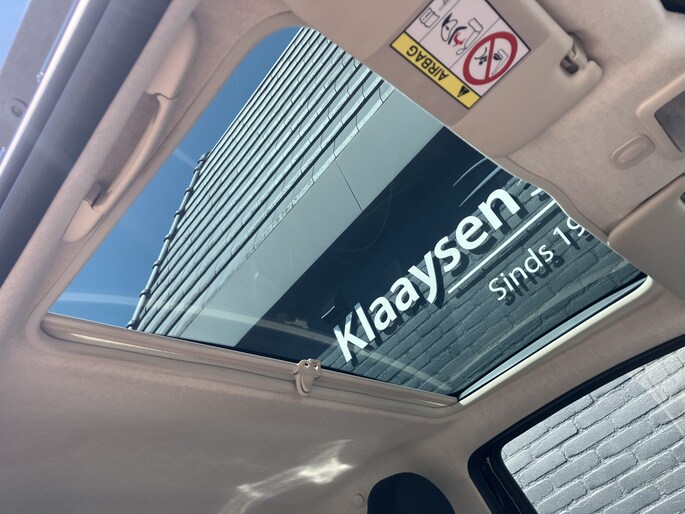 AIRBAG
Klaaysen
Sinds 19